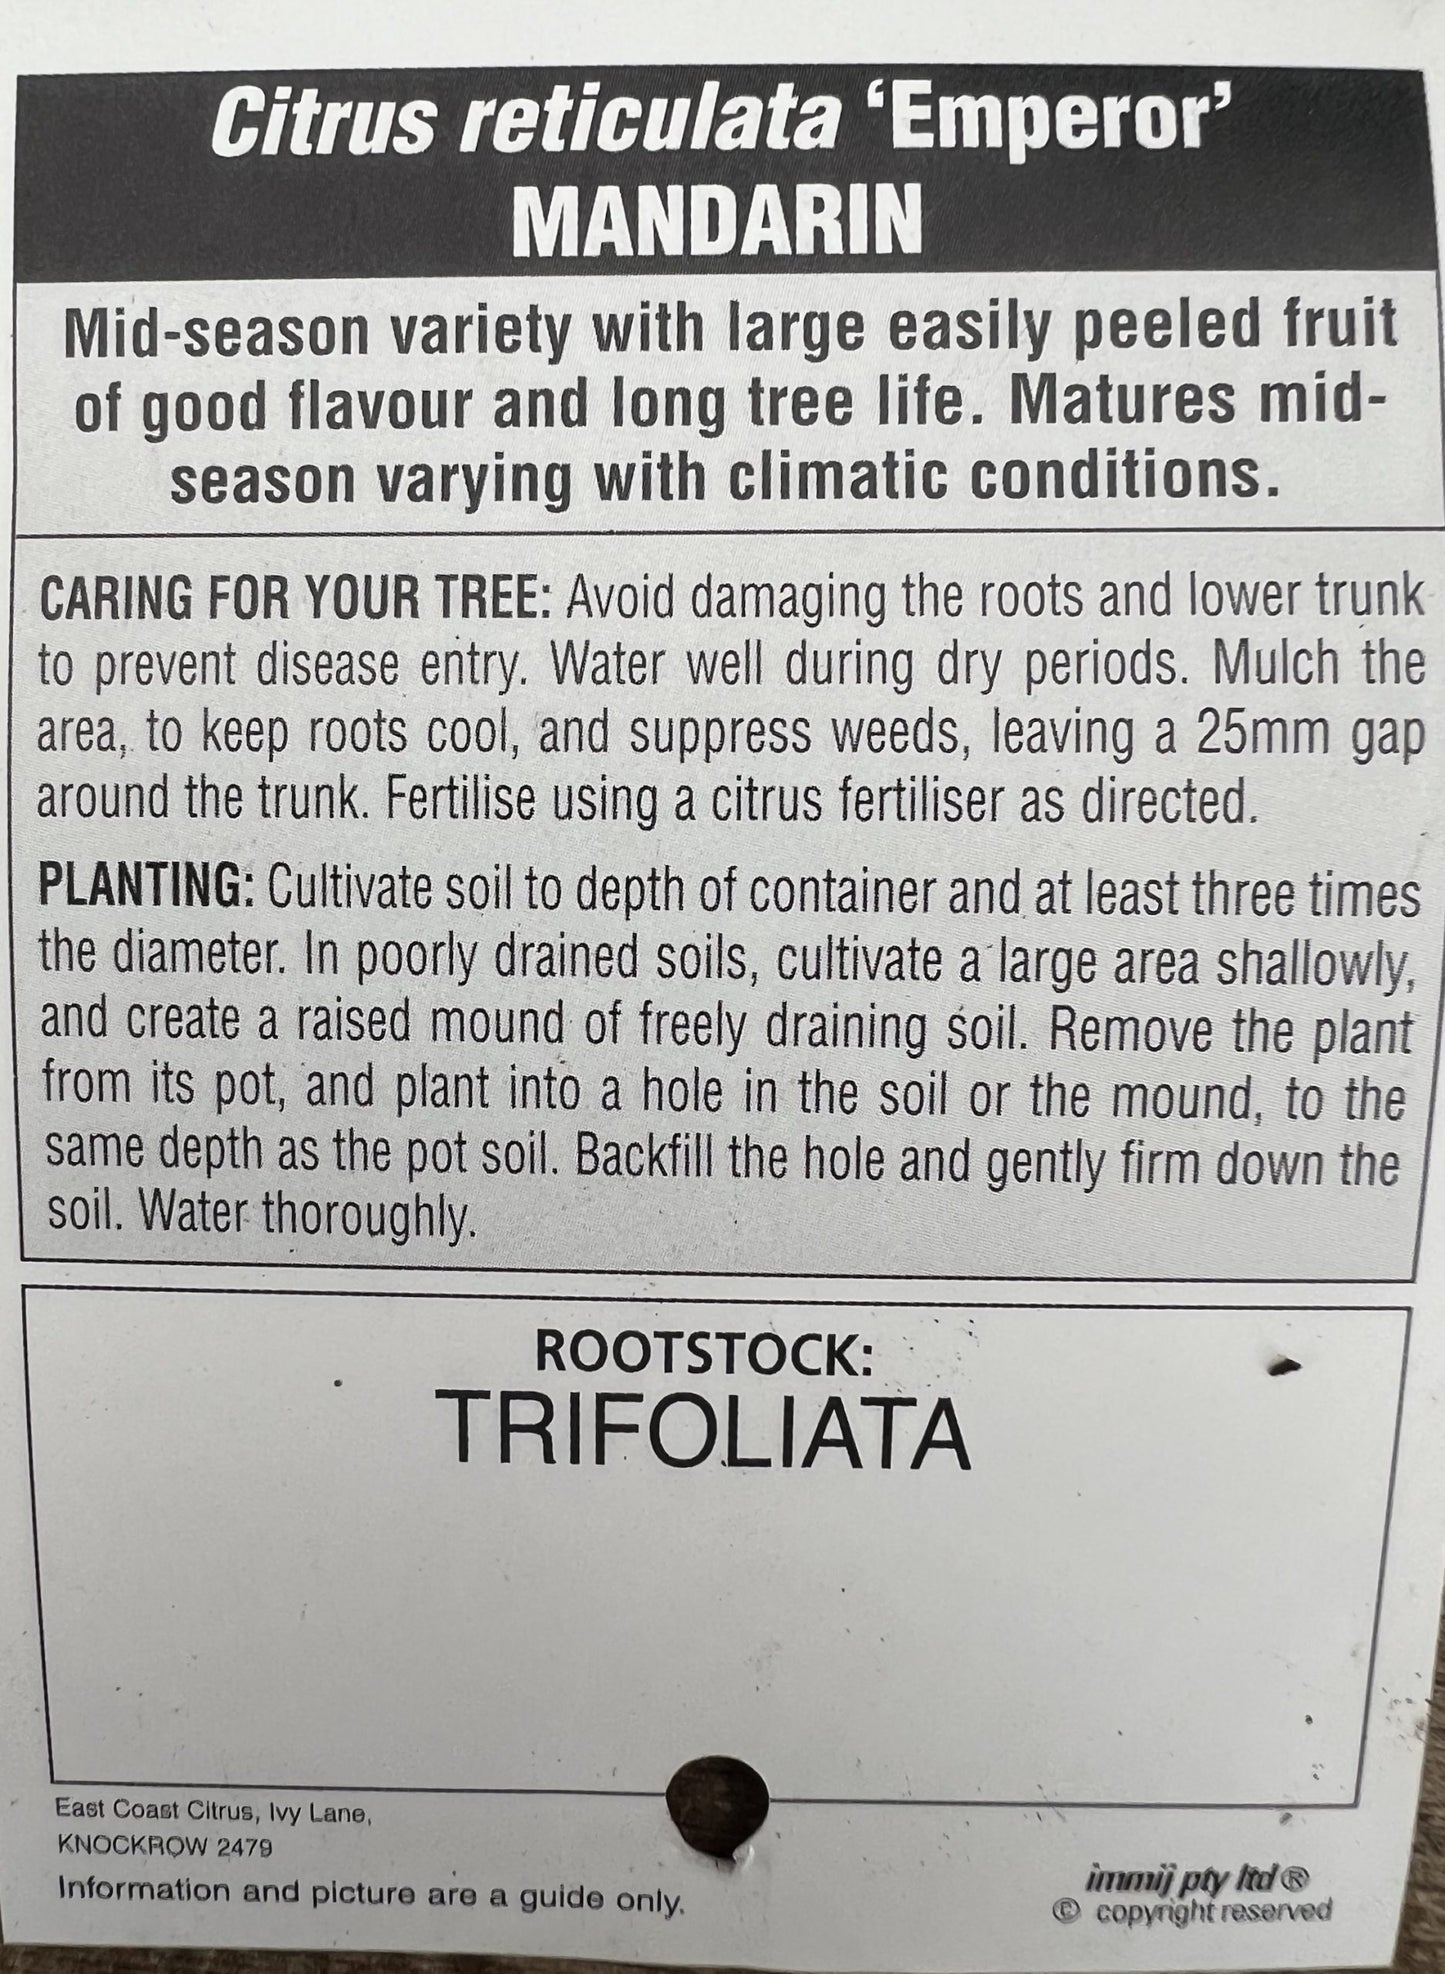 Citrus reticulata ‘Emperor’
MANDARIN
Mid-season variety with large easily peeled fruit
of good flavour and long tree life. Matures mid-
season varying with climatic conditions.
CARING FOR YOUR TREE: Avoid damaging the roots and lower trunk
to prevent disease entry. Water well during dry periods. Mulch the
area, to keep roots cool, and suppress weeds, leaving a 25mm gap
around the trunk. Fertilise using a citrus fertiliser as directed.
PLANTING: Cultivate soil to depth of container and at least three times
the diameter. In poorly drained soils, cultivate a large area shallowly,
and create a raised mound of freely draining soil. Remove the plant
from its pot, and plant into a hole in the soil or the mound, to the
same depth as the pot soil. Backfill the hole and gently firm down the
soil. Water thoroughly.
ROOTSTOCK:
TRIFOLIATA
East Coast Citrus, Ivy Lane,
KNOCKROW 2479
Information and picture are a guide only.
immij pty ltd ®
© copyright reserved